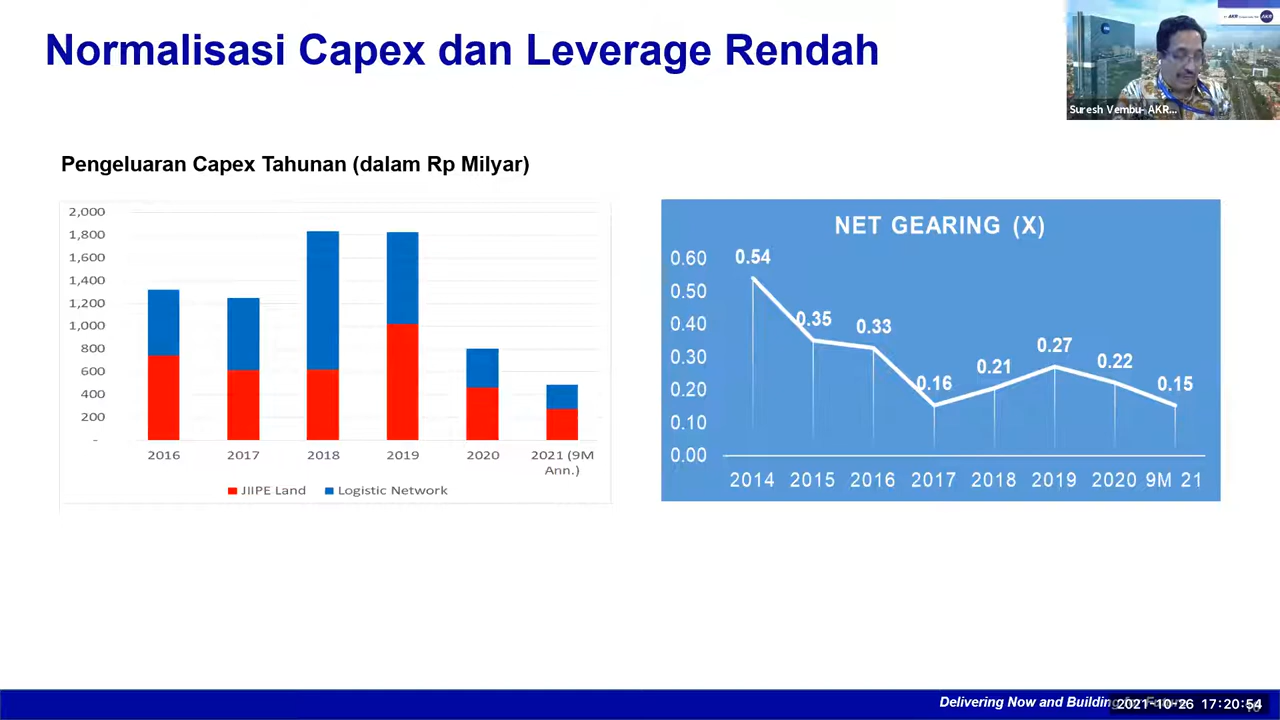 Normalisasi Capex dan Leverage Rendah
AKR
Suresh Vembu- AKR...
Pengeluaran Capex Tahunan (dalam Rp Milyar)
2,000
1,800
1,600
1,400
1,200
1,000
800
600
400
200
-
2016 2017 2018 2019 2020 2021 (9M Ann.)
JIIPE Land Logistic Network
NET GEARING (X)
0.60
0.50
0.40
0.30
0.20
0.10
0.00
0.54 0.35 0.33 0.16 0.21 0.27 0.22 0.15
2014 2015 2016 2017 2018 2019 2020 9M 21
Delivering Now and Building
2021-10-26 17:20:54